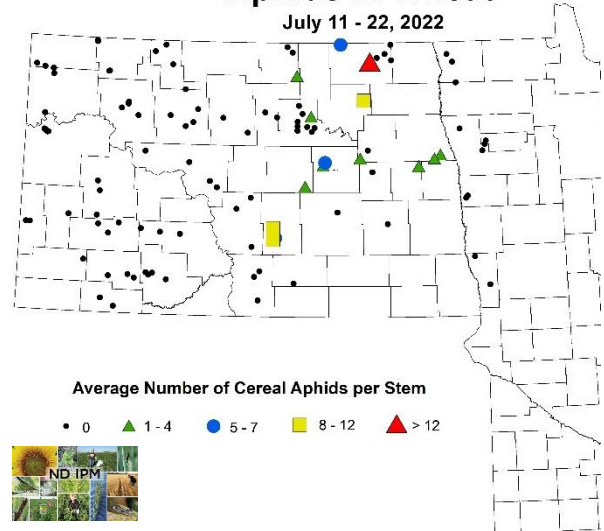 July 11 - 22, 2022
Average Number of Cereal Aphids per Stem
0 1 - 4 5 - 7 8 - 12 > 12
ND IPM